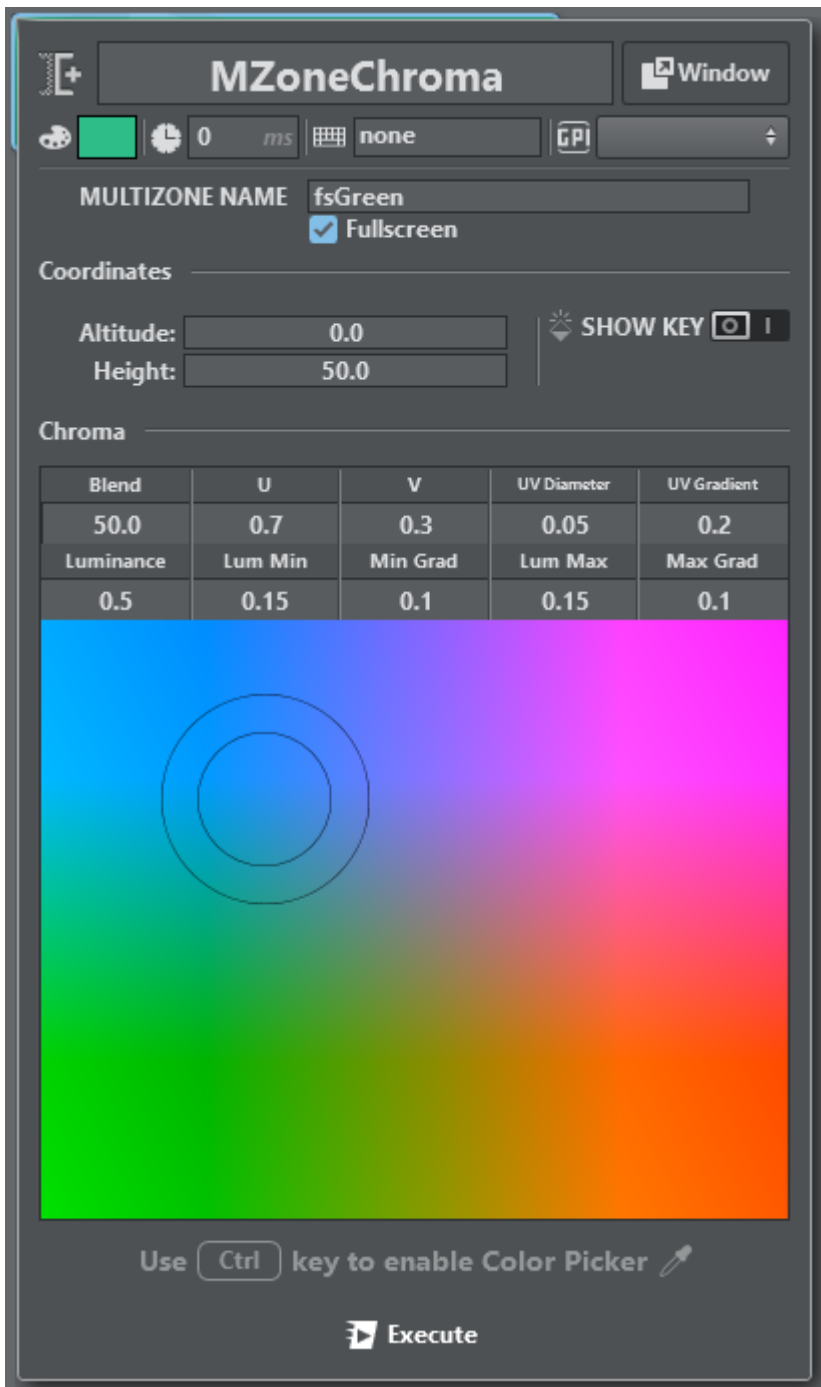 MZoneChroma
Window
0 ms none GPI
MULTIZONE NAME fsGreen
Fullscreen
Coordinates
Altitude: 0.0 SHOW KEY O I
Height: 50.0
Chroma
Blend U V UV Diameter UV Gradient
50.0 0.7 0.3 0.05 0.2
Luminance Lum Min Min Grad Lum Max Max Grad
0.5 0.15 0.1 0.15 0.1
Use Ctrl key to enable Color Picker
Execute